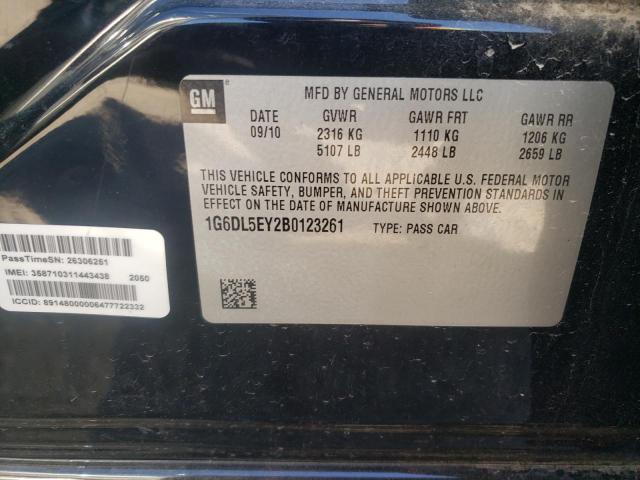 GM
MFD BY GENERAL MOTORS LLC
DATE GVWR GAWR FRT GAWR RR
09/10 2316 KG 1110 KG 1206 KG
5107 LB 2448 LB 2659 LB
THIS VEHICLE CONFORMS TO ALL APPLICABLE U.S. FEDERAL MOTOR
VEHICLE SAFETY, BUMPER, AND THEFT PREVENTION STANDARDS IN
EFFECT ON THE DATE OF MANUFACTURE SHOWN ABOVE.
1G6DL5EY2B0123261 TYPE: PASS CAR
PassTimeSN: 26306251
IMEI: 358710311443438 2050
ICCID: 89148000006477722332